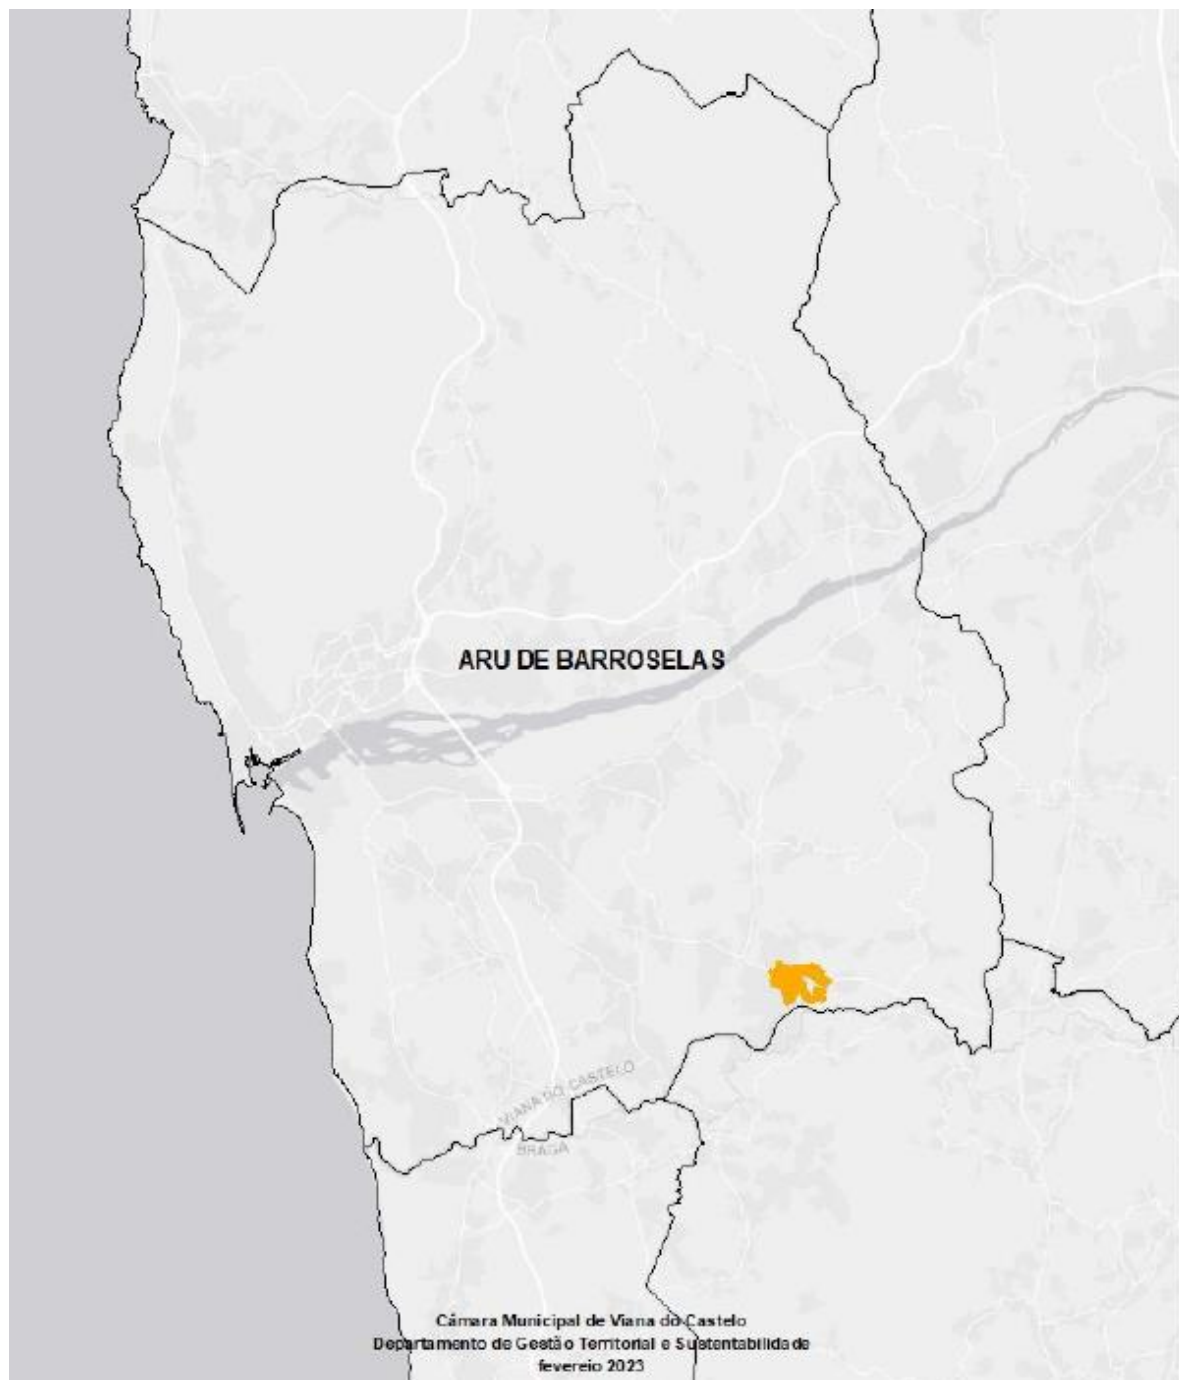 ARU DE BARROSELAS
VIANA DO CASTELO
BRAGA
Câmara Municipal de Viana do Castelo
Departamento de Gestão Territorial e Sustentabilidade
fevereio 2023